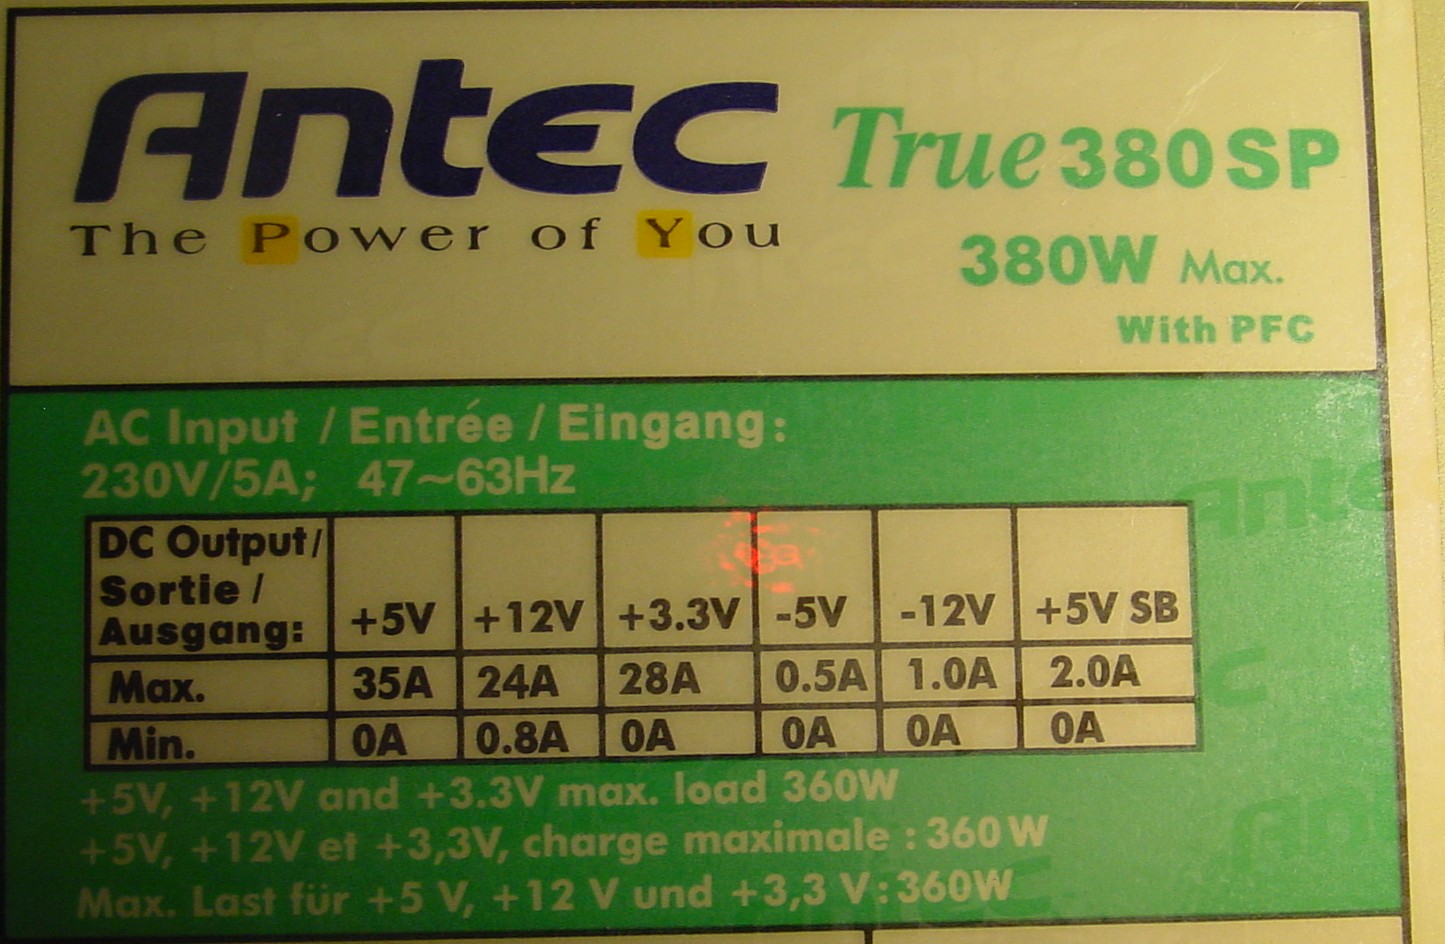 Antec
True380SP
The Power of You
380W Max.
With PFC
AC Input / Entrée / Eingang:
230V/5A; 47~63Hz
DC Output/ Sortie / Ausgang: +5V +12V +3.3V -5V -12V +5V SB
Max. 35A 24A 28A 0.5A 1.0A 2.0A
Min. 0A 0.8A 0A 0A 0A 0A
+5V, +12V and +3.3V max. load 360W
+5V, +12V et +3,3V, charge maximale : 360 W
Max. Last für +5 V, +12 V und +3,3 V : 360W